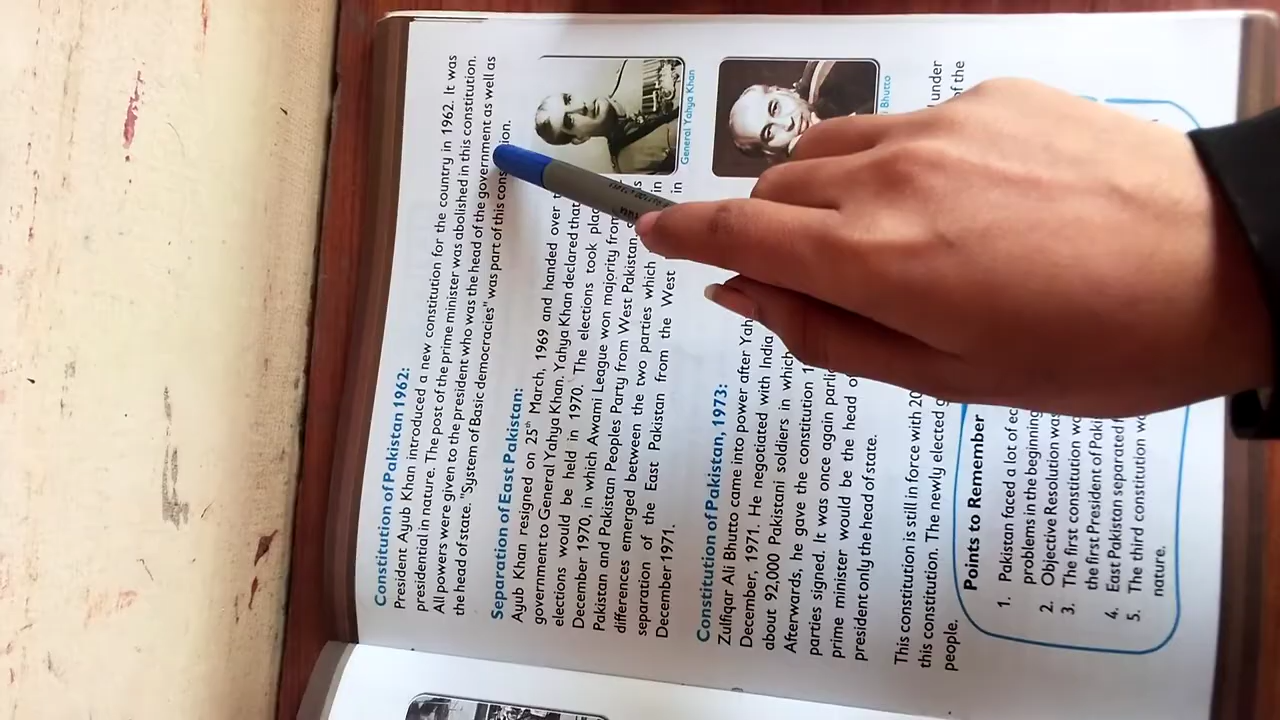 Constitution of Pakistan 1962:
President Ayub Khan introduced a new constitution for the country in 1962. It was
presidential in nature. The post of the prime minister was abolished in this constitution.
All powers were given to the president who was the head of the government as well as
the head of state. "System of Basic democracies" was part of this
Separation of East Pakistan:
Ayub Khan resigned on 25th March, 1969 and handed over
government to General Yahya Khan. Yahya Khan declared that
elections would be held in 1970. The elections took
December 1970, in which Awami League won majority from
Pakistan and Pakistan Peoples Party from West Pakistan,
differences emerged between the two parties which in
separation of the East Pakistan from the West in
December 1971.
General Yahya Khan
Constitution of Pakistan, 1973:
Zulfiqar Ali Bhutto came into power after
December, 1971. He negotiated with India
about 92,000 Pakistani soldiers in which
Afterwards, he gave the constitution
parties signed. It was once again
prime minister would be the head of
president only the head of state.
Bhutto
This constitution is still in force with under
this constitution. The newly elected of the
people.
Points to Remember
1. Pakistan faced a lot of
problems in the beginning
2. Objective Resolution was
3. The first constitution
the first President of
4. East Pakistan separated
5. The third constitution
nature.